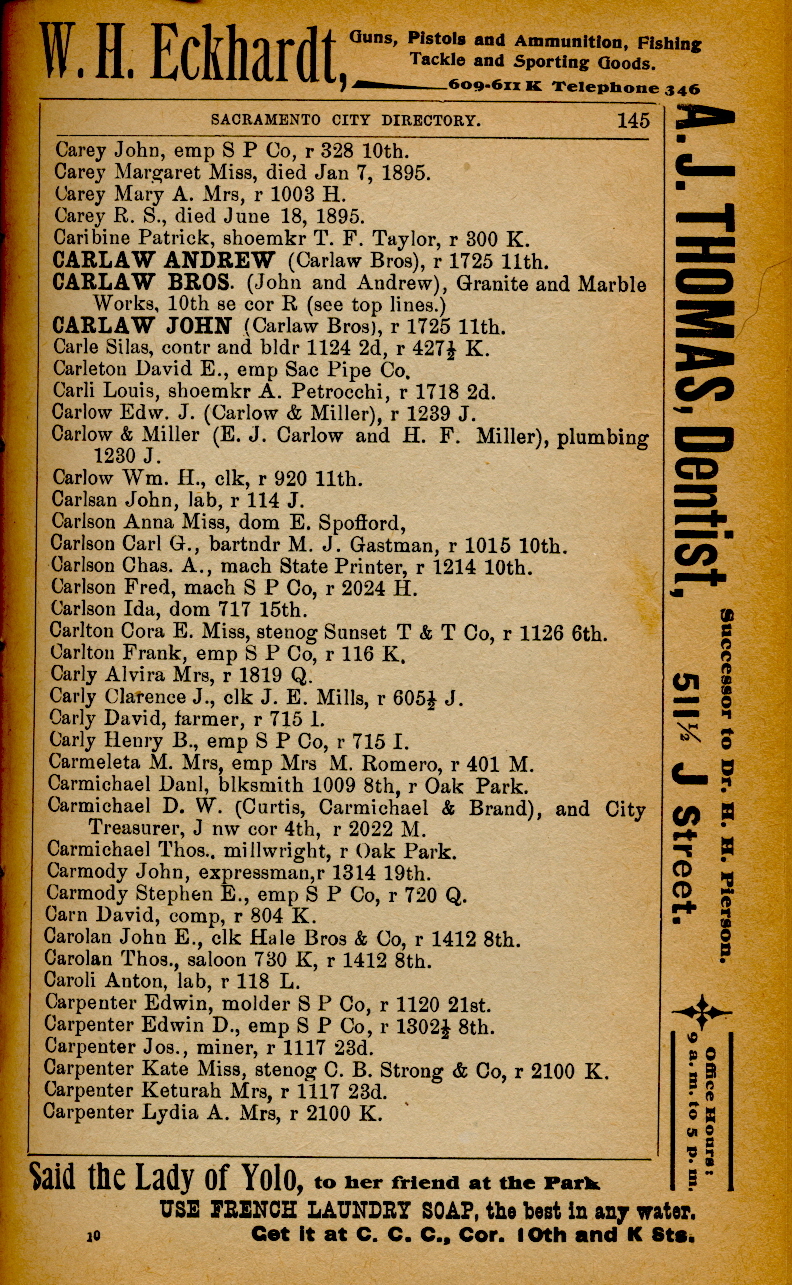 W. H. Eckhardt, Guns, Pistols and Ammunition, Fishing
Tackle and Sporting Goods.
609-611 K Telephone 346
SACRAMENTO CITY DIRECTORY. 145
Carey John, emp S P Co, r 328 10th.
Carey Margaret Miss, died Jan 7, 1895.
Carey Mary A. Mrs, r 1003 H.
Carey R. S., died June 18, 1895.
Caribine Patrick, shoemkr T. F. Taylor, r 300 K.
CARLAW ANDREW (Carlaw Bros), r 1725 11th.
CARLAW BROS. (John and Andrew), Granite and Marble
Works, 10th se cor R (see top lines.)
CARLAW JOHN (Carlaw Bros), r 1725 11th.
Carle Silas, contr and bldr 1124 2d, r 427½ K.
Carleton David E., emp Sac Pipe Co.
Carli Louis, shoemkr A. Petrocchi, r 1718 2d.
Carlow Edw. J. (Carlow & Miller), r 1239 J.
Carlow & Miller (E. J. Carlow and H. F. Miller), plumbing
1230 J.
Carlow Wm. H., clk, r 920 11th.
Carlsan John, lab, r 114 J.
Carlson Anna Miss, dom E. Spofford,
Carlson Carl G., bartndr M. J. Gastman, r 1015 10th.
Carlson Chas. A., mach State Printer, r 1214 10th.
Carlson Fred, mach S P Co, r 2024 H.
Carlson Ida, dom 717 15th.
Carlton Cora E. Miss, stenog Sunset T & T Co, r 1126 6th.
Carlton Frank, emp S P Co, r 116 K.
Carly Alvira Mrs, r 1819 Q.
Carly Clarence J., clk J. E. Mills, r 605½ J.
Carly David, farmer, r 715 I.
Carly Henry B., emp S P Co, r 715 I.
Carmeleta M. Mrs, emp Mrs M. Romero, r 401 M.
Carmichael Danl, blksmith 1009 8th, r Oak Park.
Carmichael D. W. (Curtis, Carmichael & Brand), and City
Treasurer, J nw cor 4th, r 2022 M.
Carmichael Thos., millwright, r Oak Park.
Carmody John, expressman,r 1314 19th.
Carmody Stephen E., emp S P Co, r 720 Q.
Carn David, comp, r 804 K.
Carolan John E., clk Hale Bros & Co, r 1412 8th.
Carolan Thos., saloon 730 K, r 1412 8th.
Caroli Anton, lab, r 118 L.
Carpenter Edwin, molder S P Co, r 1120 21st.
Carpenter Edwin D., emp S P Co, r 1302½ 8th.
Carpenter Jos., miner, r 1117 23d.
Carpenter Kate Miss, stenog C. B. Strong & Co, r 2100 K.
Carpenter Keturah Mrs, r 1117 23d.
Carpenter Lydia A. Mrs, r 2100 K.
A. J. THOMAS, Dentist,
Successor to Dr. H. H. Pierson.
511½ J Street.
Office Hours:
9 a. m. to 5 p. m.
Said the Lady of Yolo, to her friend at the Park
USE FRENCH LAUNDRY SOAP, the best in any water.
10 Get it at C. C. C., Cor. 10th and K Sts.